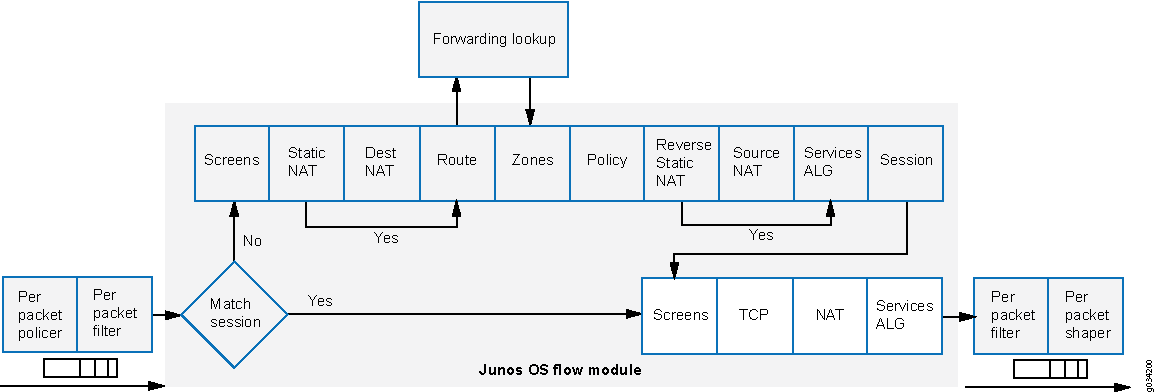 Forwarding lookup
Screens
Static
NAT
Dest
NAT
Route
Zones
Policy
Reverse
Static
NAT
Source
NAT
Services
ALG
Session
Yes
Yes
No
Per
packet
policer
Per
packet
filter
Match
session
Yes
Screens
TCP
NAT
Services
ALG
Per
packet
filter
Per
packet
shaper
Junos OS flow module
g034200